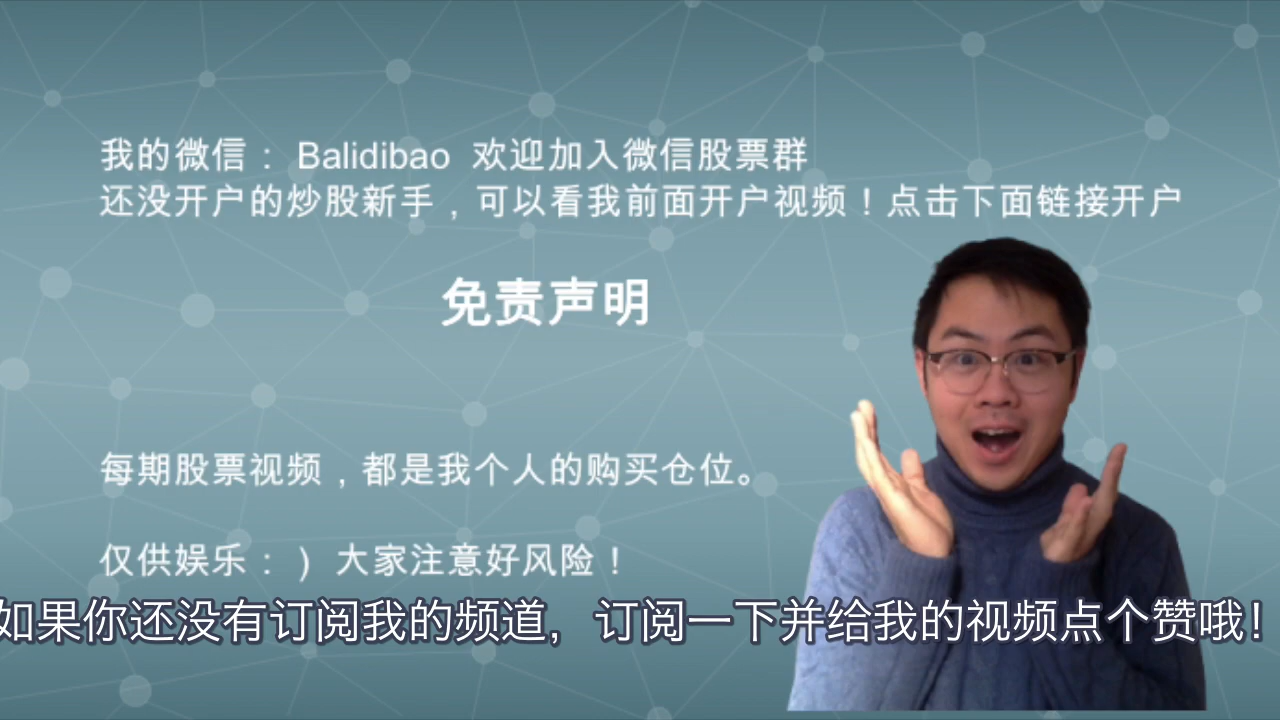 我的微信： Balidibao 欢迎加入微信股票群
还没开户的炒股新手，可以看我前面开户视频！点击下面链接开户
免责声明
每期股票视频，都是我个人的购买仓位。
仅供娱乐：） 大家注意好风险！
如果你还没有订阅我的频道，订阅一下并给我的视频点个赞哦！